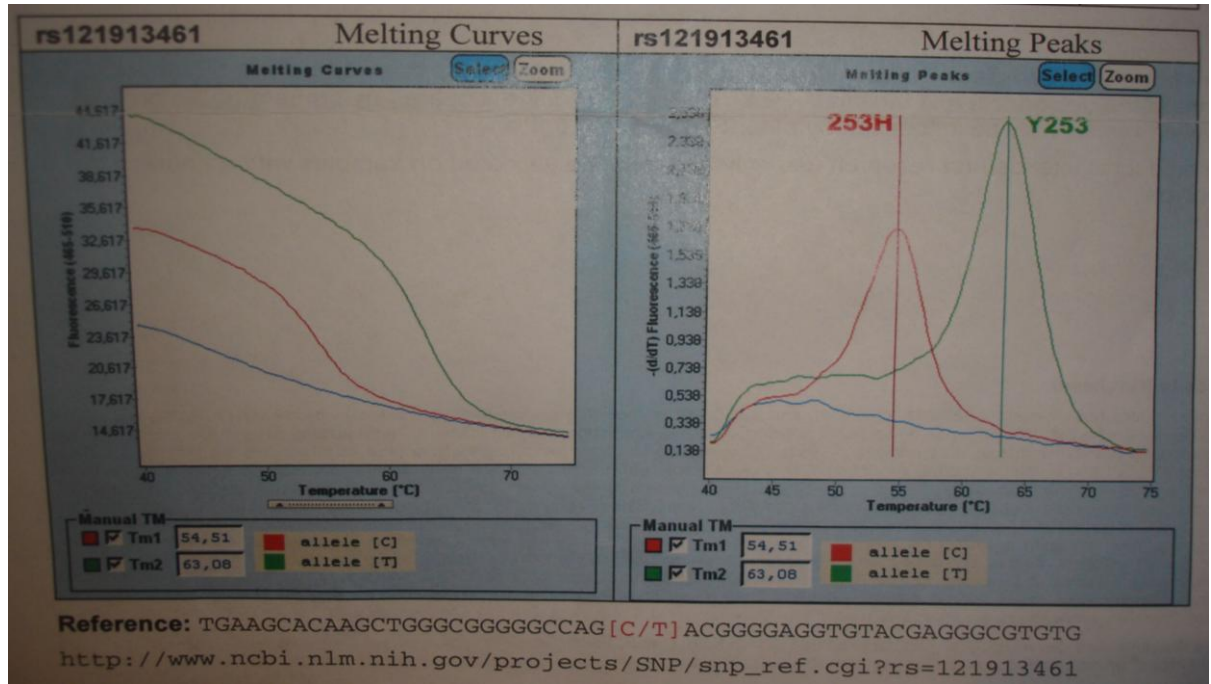 rs121913461 Melting Curves
Melting Curves Select Zoom
44,617
41,617
38,617
35,617
32,617
29,617
26,617
23,617
20,617
17,617
14,617
Fluorescence (465-510)
40 50 60 70
Temperature (°C)
Manual TM
Tm1 54,51 allele [C]
Tm2 63,08 allele [T]
rs121913461 Melting Peaks
Melting Peaks Select Zoom
253H Y253
2,338
1,538
1,338
1,138
0,938
0,738
0,538
0,338
0,138
-(d/dT) Fluorescence
40 45 50 55 60 65 70 75
Temperature (°C)
Manual TM
Tm1 54,51 allele [C]
Tm2 63,08 allele [T]
Reference: TGAAGCACAAGCTGGGCGGGGGCCAG[C/T]ACGGGGAGGTGTACGAGGGCGTGTG
http://www.ncbi.nlm.nih.gov/projects/SNP/snp_ref.cgi?rs=121913461